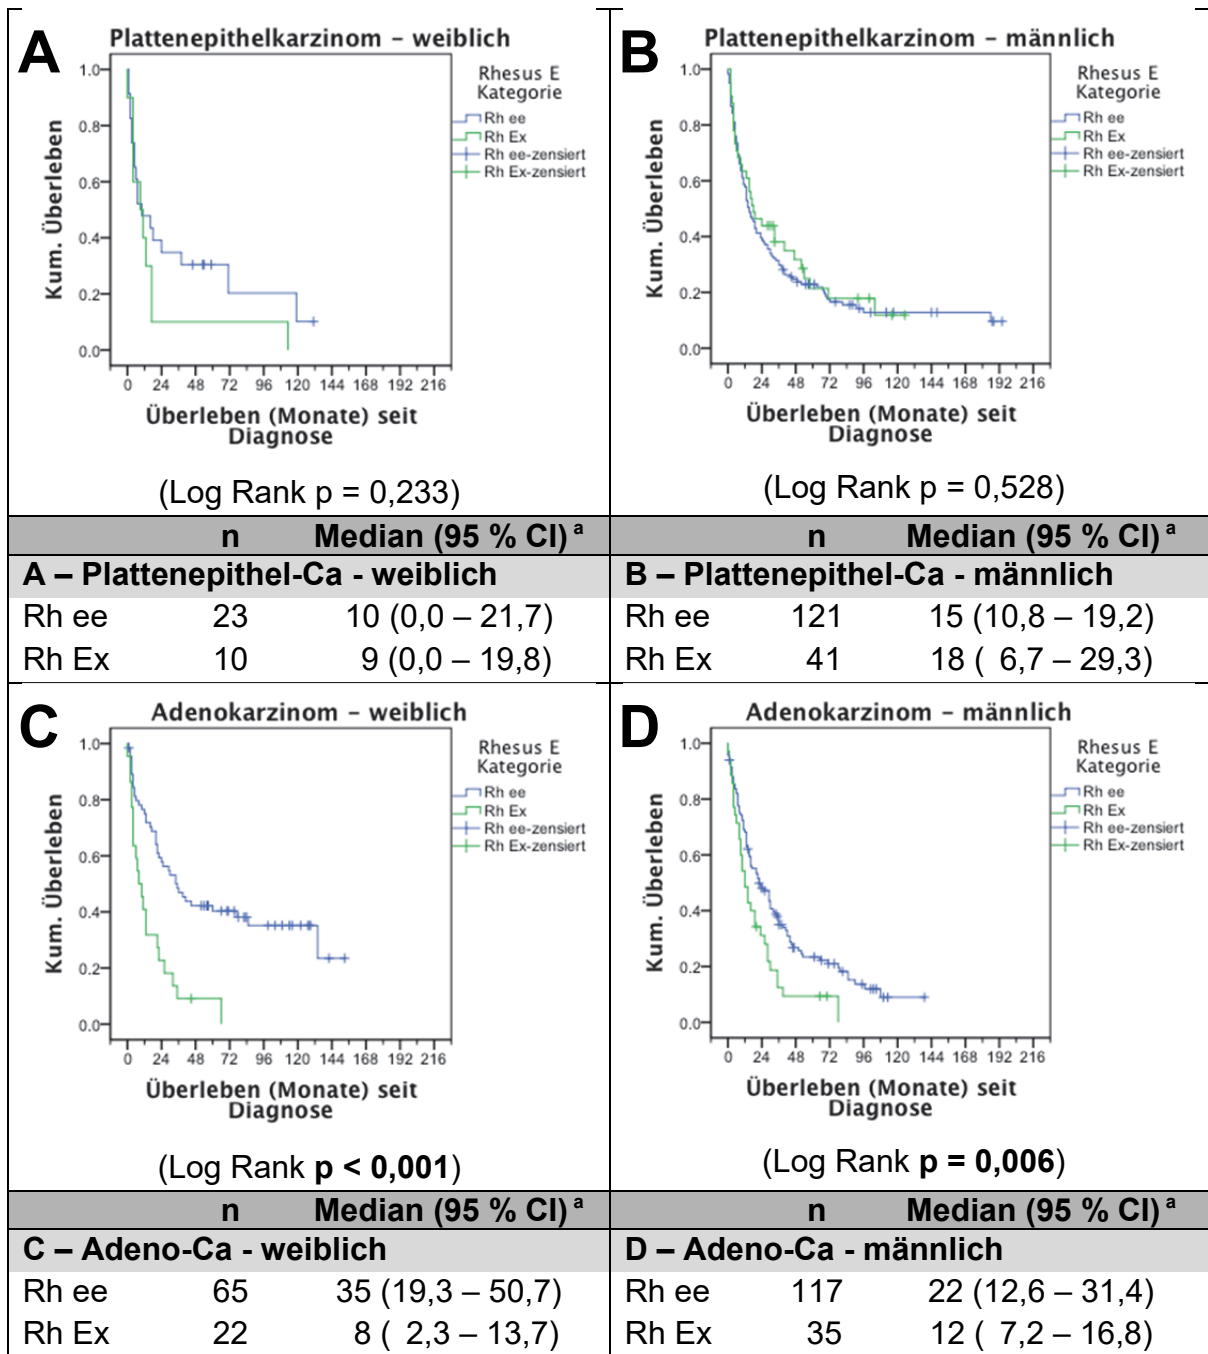 A
Plattenepithelkarzinom – weiblich
Kum. Überleben
1.0
0.8
0.6
0.4
0.2
0.0
0 24 48 72 96 120 144 168 192 216
Überleben (Monate) seit
Diagnose
Rhesus E
Kategorie
Rh ee
Rh Ex
Rh ee-zensiert
Rh Ex-zensiert
(Log Rank p = 0,233)
n Median (95 % CI) a
A – Plattenepithel-Ca - weiblich
Rh ee 23 10 (0,0 – 21,7)
Rh Ex 10 9 (0,0 – 19,8)
B
Plattenepithelkarzinom – männlich
Kum. Überleben
1.0
0.8
0.6
0.4
0.2
0.0
0 24 48 72 96 120 144 168 192 216
Überleben (Monate) seit
Diagnose
Rhesus E
Kategorie
Rh ee
Rh Ex
Rh ee-zensiert
Rh Ex-zensiert
(Log Rank p = 0,528)
n Median (95 % CI) a
B – Plattenepithel-Ca - männlich
Rh ee 121 15 (10,8 – 19,2)
Rh Ex 41 18 ( 6,7 – 29,3)
C
Adenokarzinom – weiblich
Kum. Überleben
1.0
0.8
0.6
0.4
0.2
0.0
0 24 48 72 96 120 144 168 192 216
Überleben (Monate) seit
Diagnose
Rhesus E
Kategorie
Rh ee
Rh Ex
Rh ee-zensiert
Rh Ex-zensiert
(Log Rank p < 0,001)
n Median (95 % CI) a
C – Adeno-Ca - weiblich
Rh ee 65 35 (19,3 – 50,7)
Rh Ex 22 8 ( 2,3 – 13,7)
D
Adenokarzinom – männlich
Kum. Überleben
1.0
0.8
0.6
0.4
0.2
0.0
0 24 48 72 96 120 144 168 192 216
Überleben (Monate) seit
Diagnose
Rhesus E
Kategorie
Rh ee
Rh Ex
Rh ee-zensiert
Rh Ex-zensiert
(Log Rank p = 0,006)
n Median (95 % CI) a
D – Adeno-Ca - männlich
Rh ee 117 22 (12,6 – 31,4)
Rh Ex 35 12 ( 7,2 – 16,8)